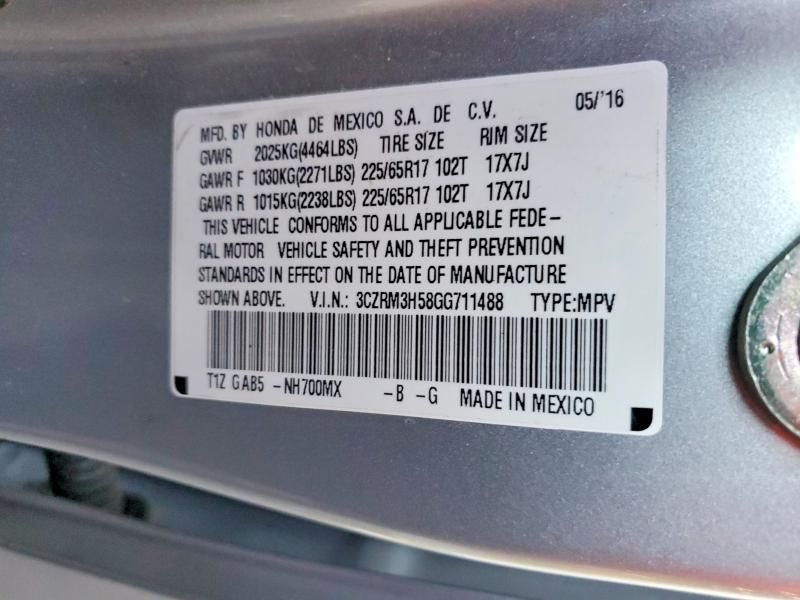 MFD. BY HONDA DE MEXICO S.A. DE C.V. 05/'16
GVWR 2025KG(4464LBS) TIRE SIZE RIM SIZE
GAWR F 1030KG(2271LBS) 225/65R17 102T 17X7J
GAWR R 1015KG(2238LBS) 225/65R17 102T 17X7J
THIS VEHICLE CONFORMS TO ALL APPLICABLE FEDE-
RAL MOTOR VEHICLE SAFETY AND THEFT PREVENTION
STANDARDS IN EFFECT ON THE DATE OF MANUFACTURE
SHOWN ABOVE. V.I.N.: 3CZRM3H58GG711488 TYPE:MPV
T1Z GAB5 -NH700MX -B -G MADE IN MEXICO